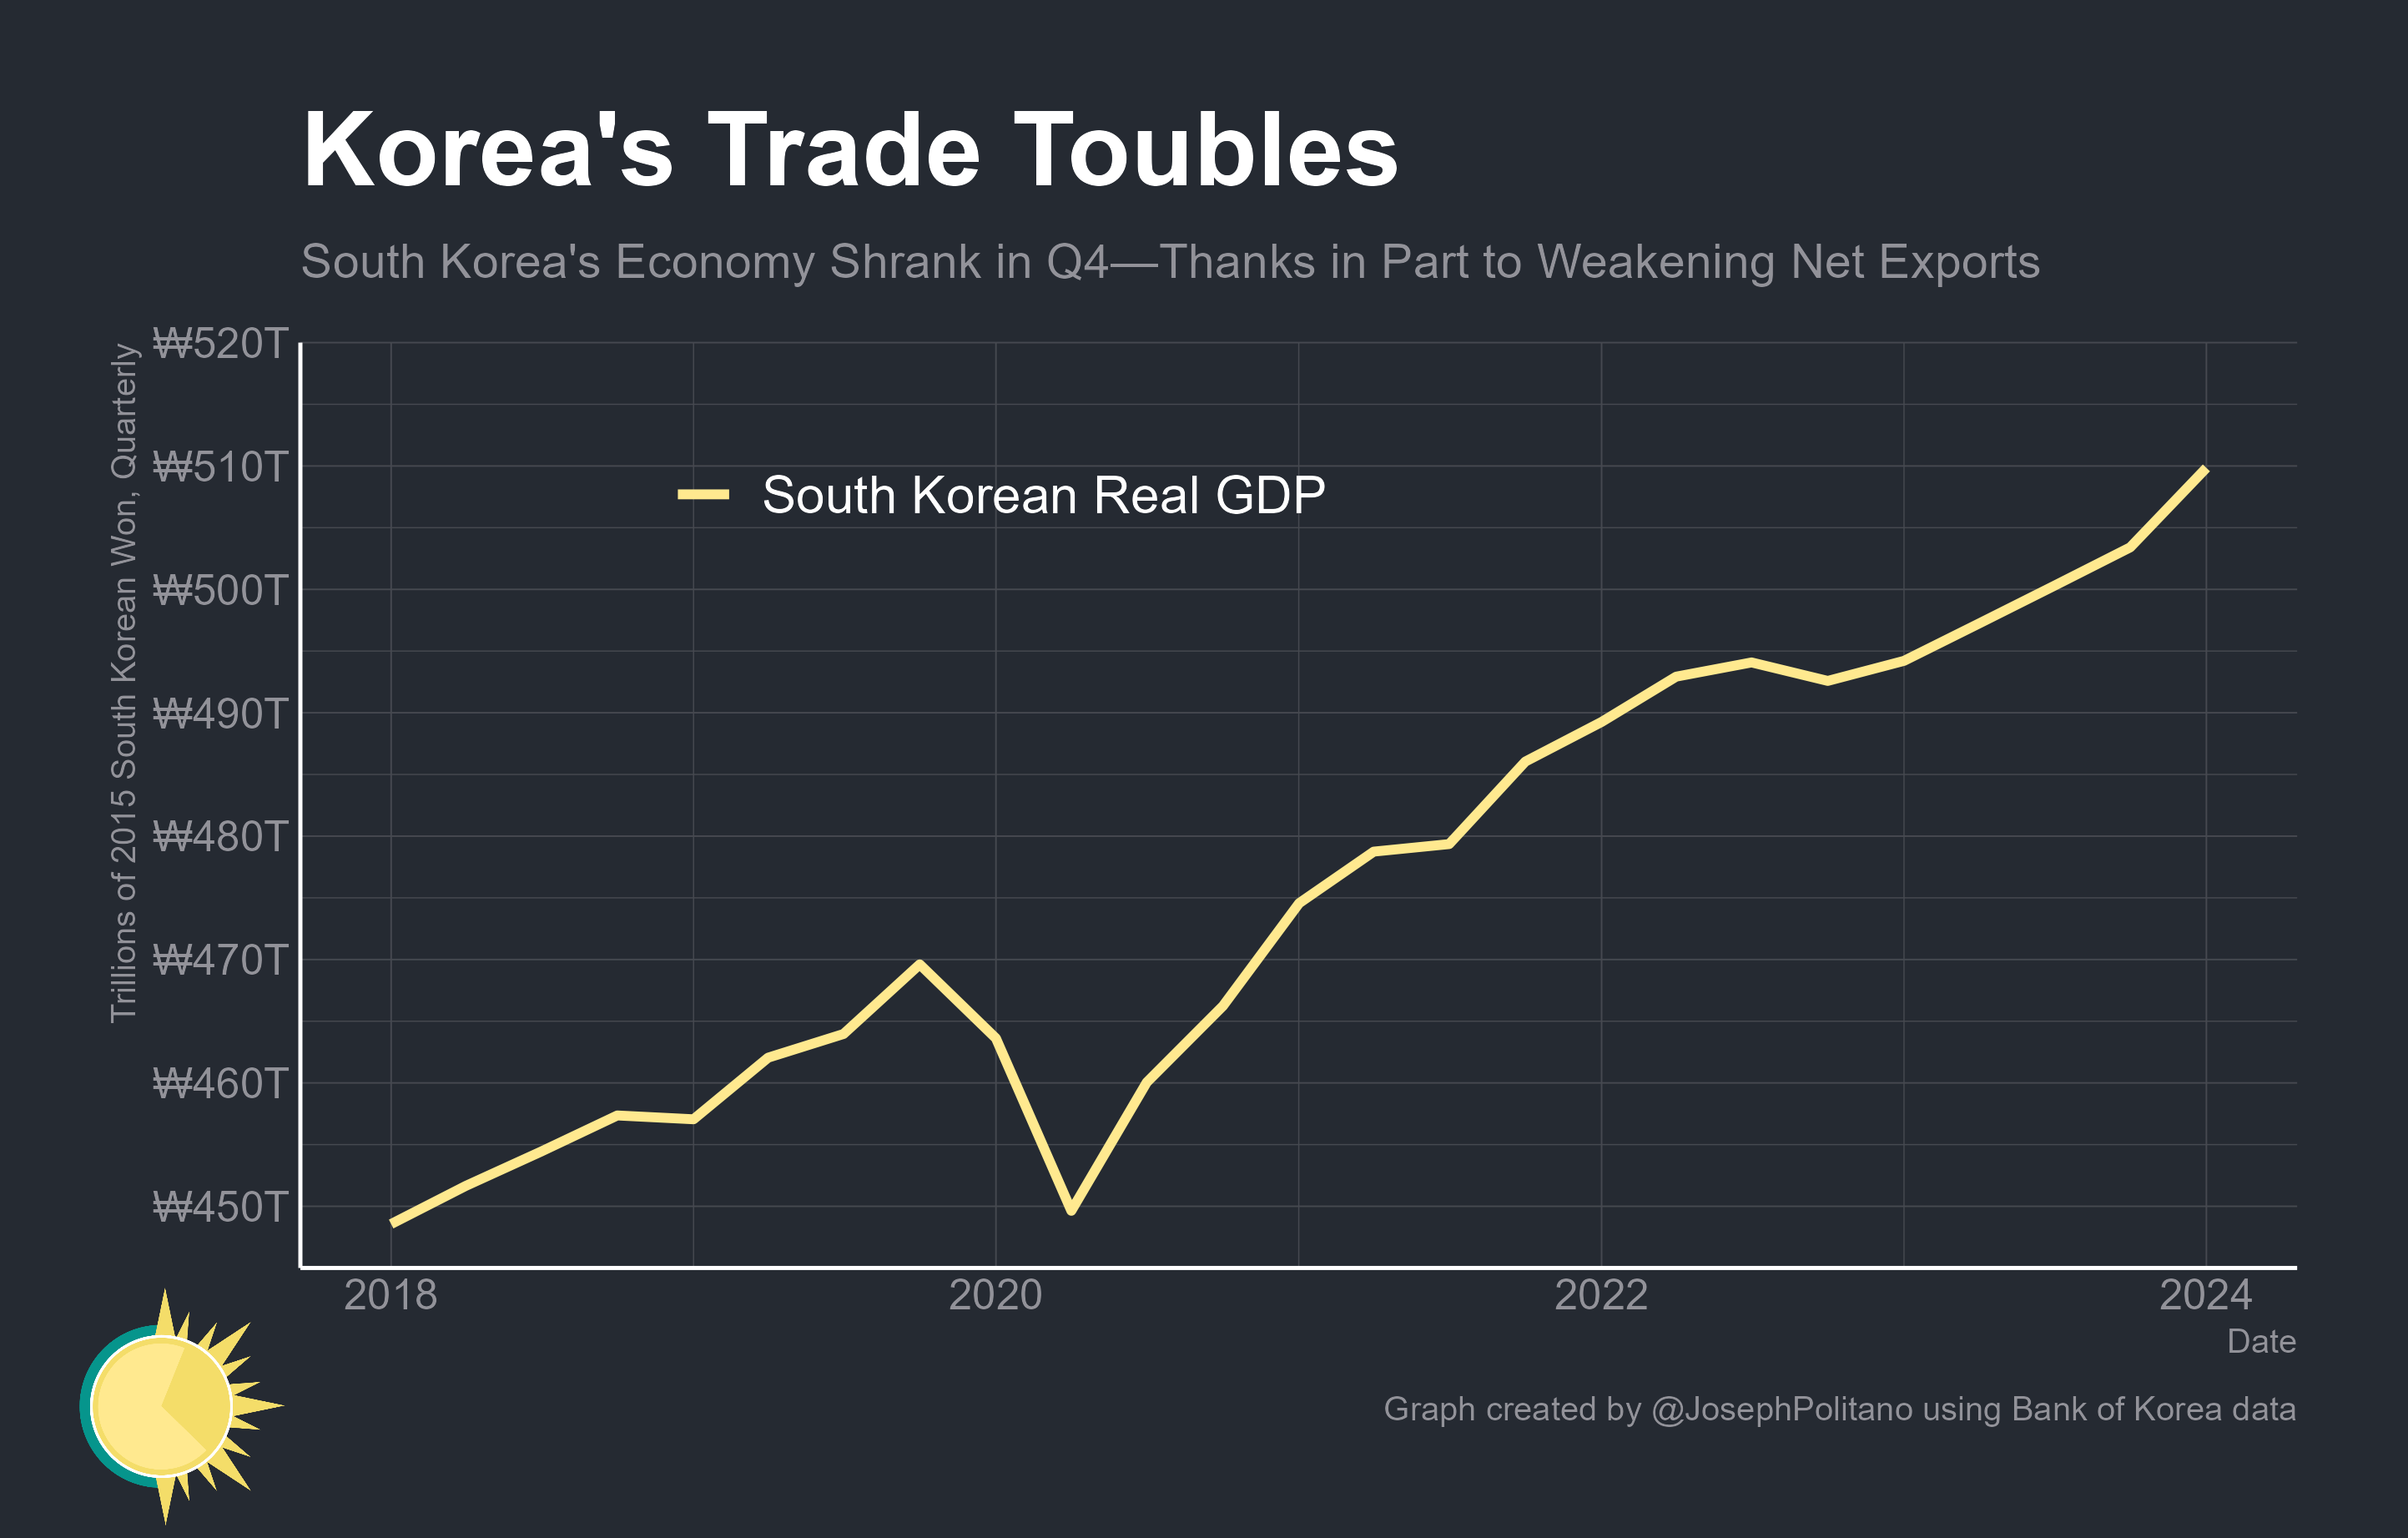 Korea's Trade Toubles
South Korea's Economy Shrank in Q4—Thanks in Part to Weakening Net Exports
Trillions of 2015 South Korean Won, Quarterly
₩520T
₩510T
₩500T
₩490T
₩480T
₩470T
₩460T
₩450T
South Korean Real GDP
2018
2020
2022
2024
Date
Graph created by @JosephPolitano using Bank of Korea data